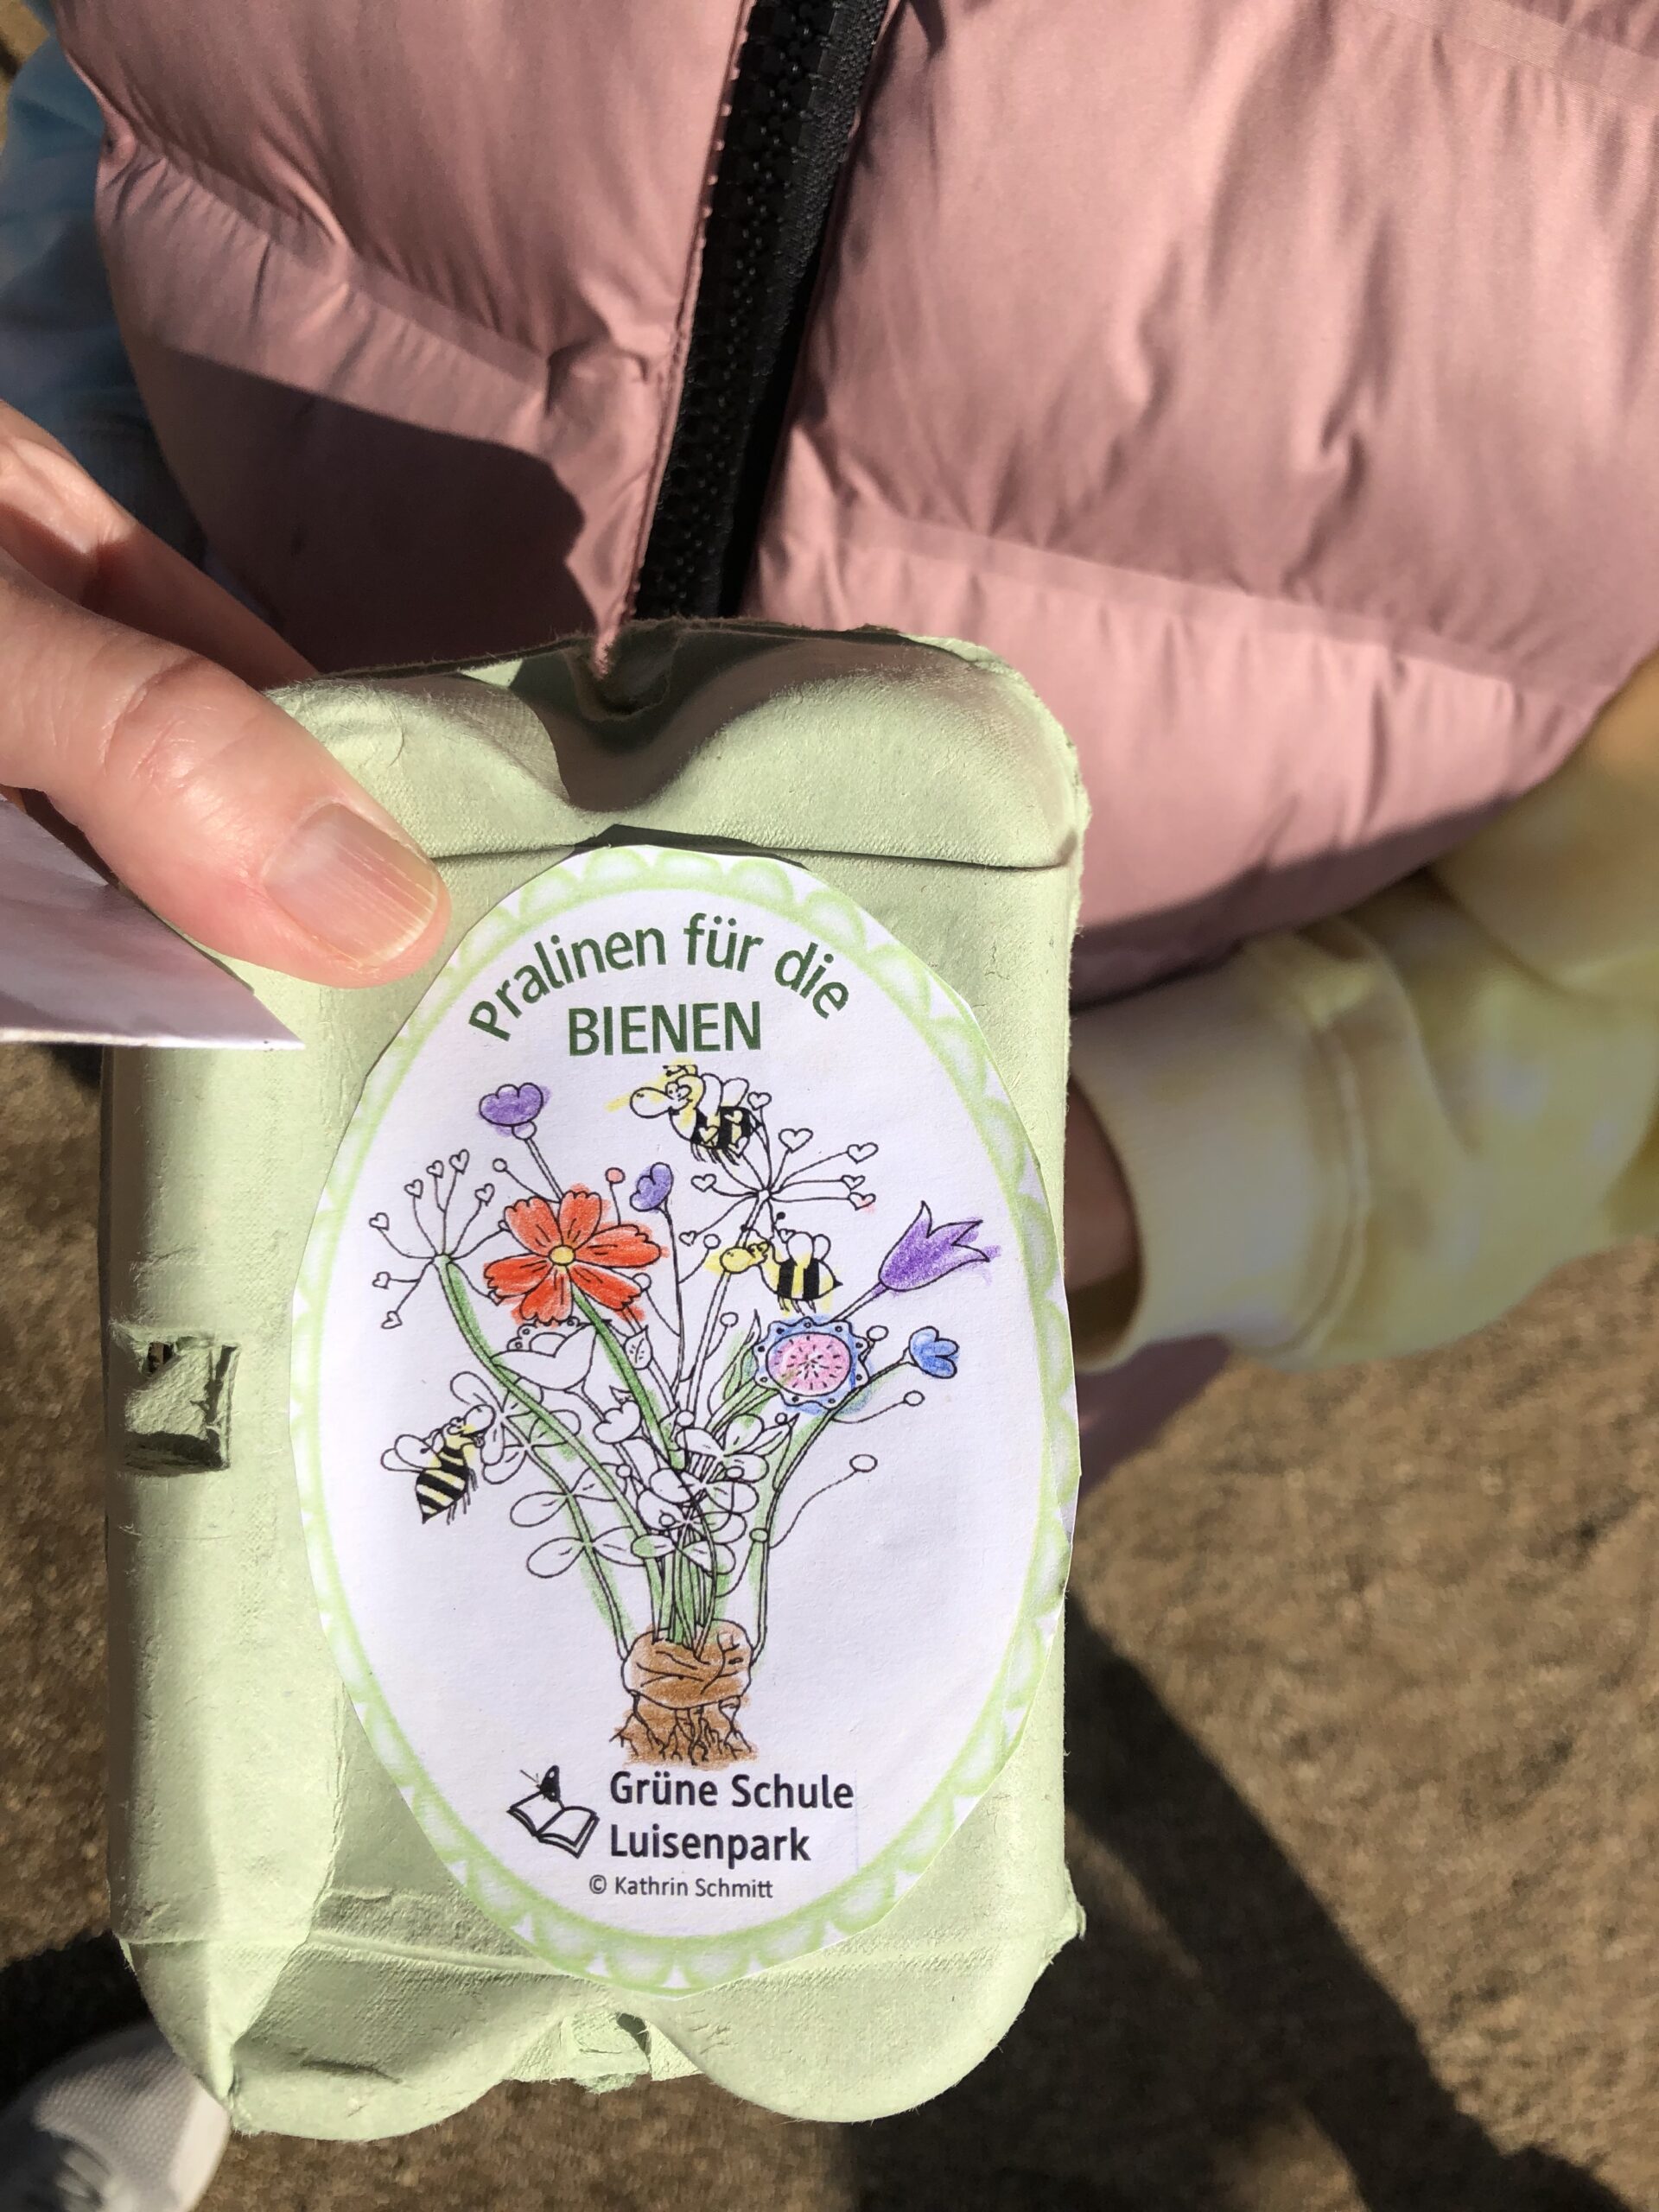 Pralinen für die
BIENEN
Grüne Schule
Luisenpark
© Kathrin Schmitt